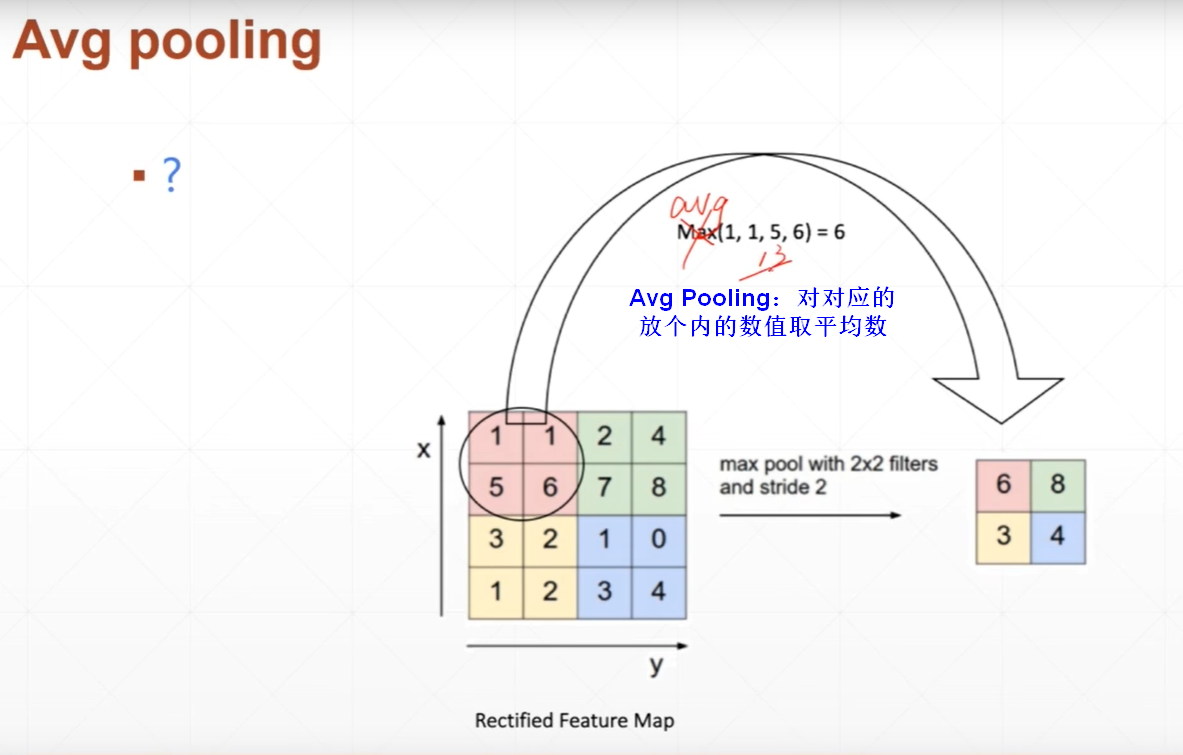 Avg pooling
▪ ?
avg
Max(1, 1, 5, 6) = 6
13
Avg Pooling：对对应的
放个内的数值取平均数
x
1 1 2 4
5 6 7 8
3 2 1 0
1 2 3 4
y
Rectified Feature Map
max pool with 2x2 filters
and stride 2
6 8
3 4